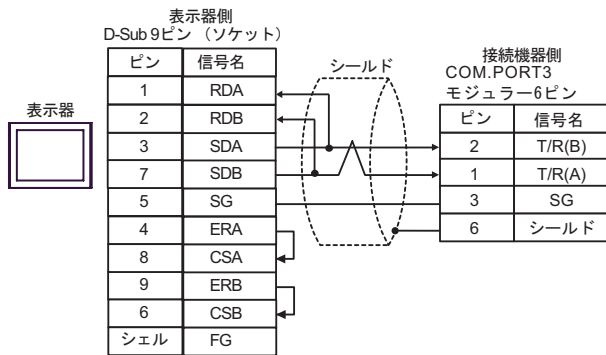 表示器側
D-Sub 9ピン （ソケット）
ピン 信号名
1 RDA
2 RDB
3 SDA
7 SDB
5 SG
4 ERA
8 CSA
9 ERB
6 CSB
シェル FG
表示器
シールド
接続機器側
COM.PORT3
モジュラー6ピン
ピン 信号名
2 T/R(B)
1 T/R(A)
3 SG
6 シールド